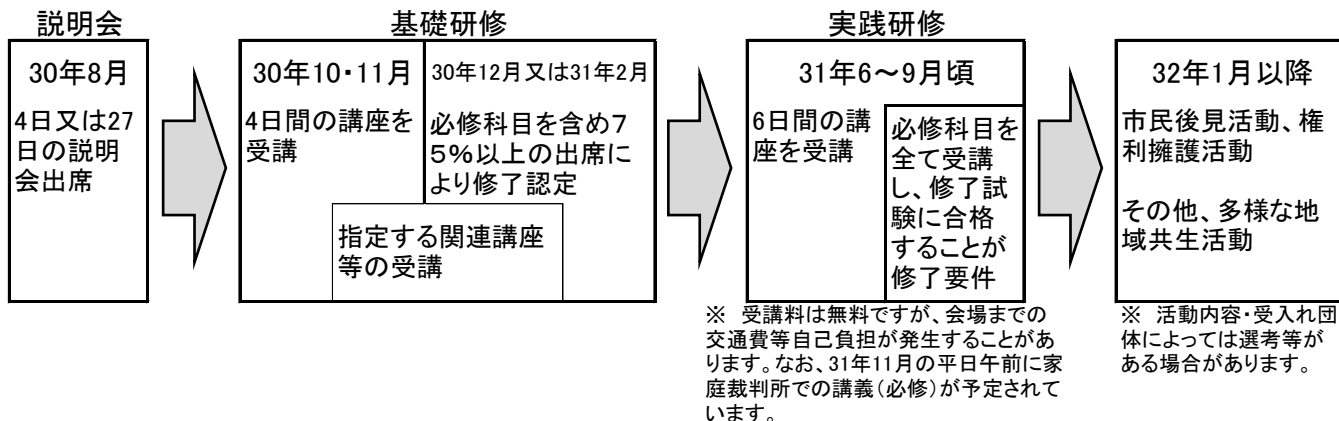 説明会
30年8月
4日又は27
日の説明
会出席
基礎研修
30年10・11月
4日間の講座を
受講
30年12月又は31年2月
必修科目を含め7
5%以上の出席に
より修了認定
指定する関連講座
等の受講
実践研修
31年6～9月頃
6日間の講
座を受講
必修科目を
全て受講
し、修了試
験に合格
することが
修了要件
※ 受講料は無料ですが、会場までの
交通費等自己負担が発生することがあ
ります。なお、31年11月の平日午前に家
庭裁判所での講義(必修)が予定されて
います。
32年1月以降
市民後見活動、権
利擁護活動
その他、多様な地
域共生活動
※ 活動内容・受入れ団
体によっては選考等が
ある場合があります。